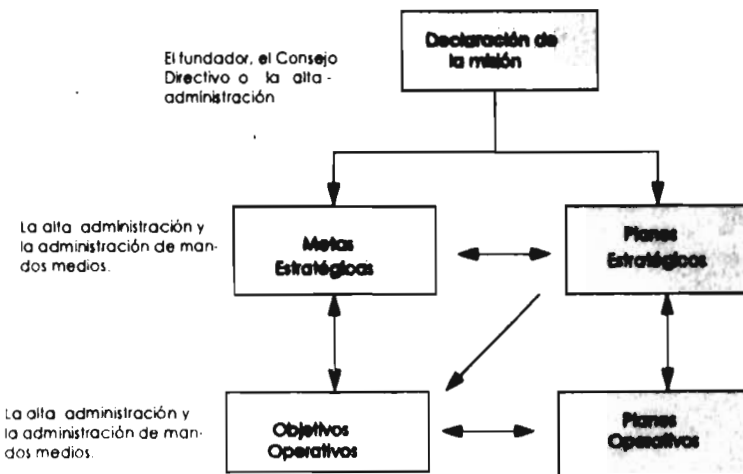 Declaración de
la misión
El fundador, el Consejo
Directivo o la alta -
administración
La alta administración y
la administración de man-
dos medios.
Metas
Estratégicas
Planes
Estratégicos
La alta administración y
la administración de man-
dos medios.
Objetivos
Operativos
Planes
Operativos